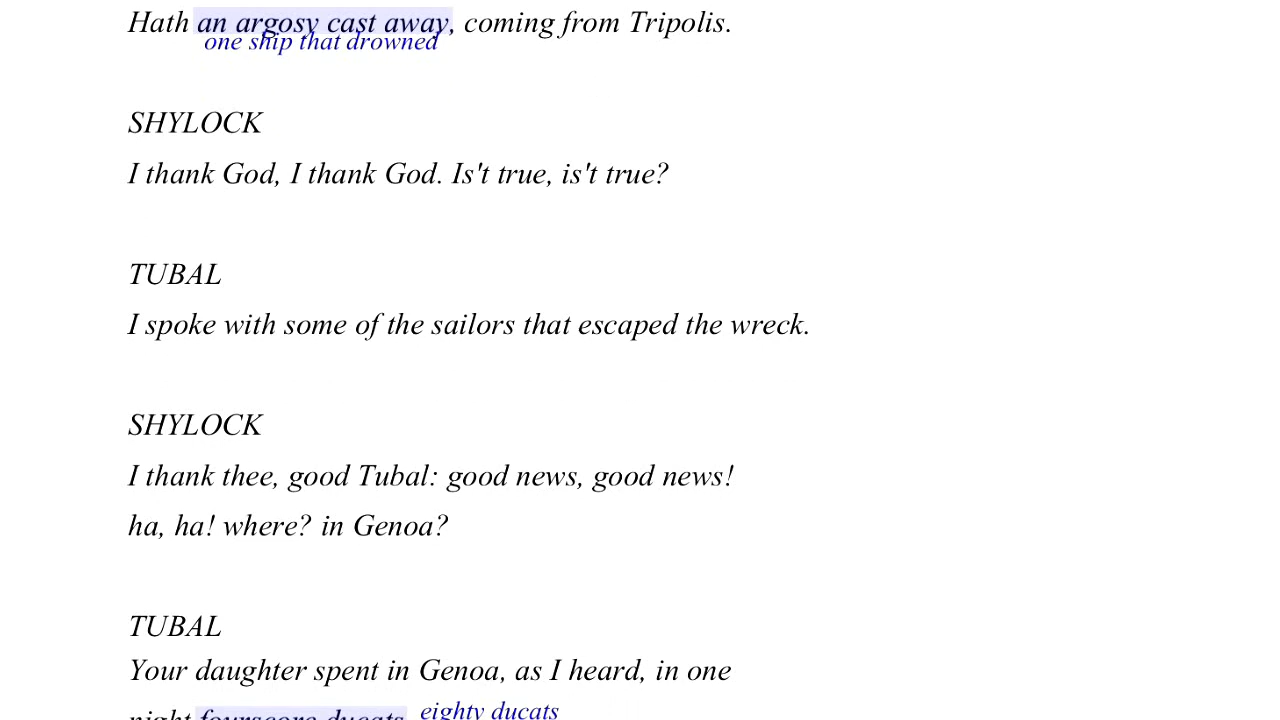 Hath an argosy cast away, coming from Tripolis.
one ship that drowned
SHYLOCK
I thank God, I thank God. Is't true, is't true?
TUBAL
I spoke with some of the sailors that escaped the wreck.
SHYLOCK
I thank thee, good Tubal: good news, good news!
ha, ha! where? in Genoa?
TUBAL
Your daughter spent in Genoa, as I heard, in one
night fourscore ducats. eighty ducats